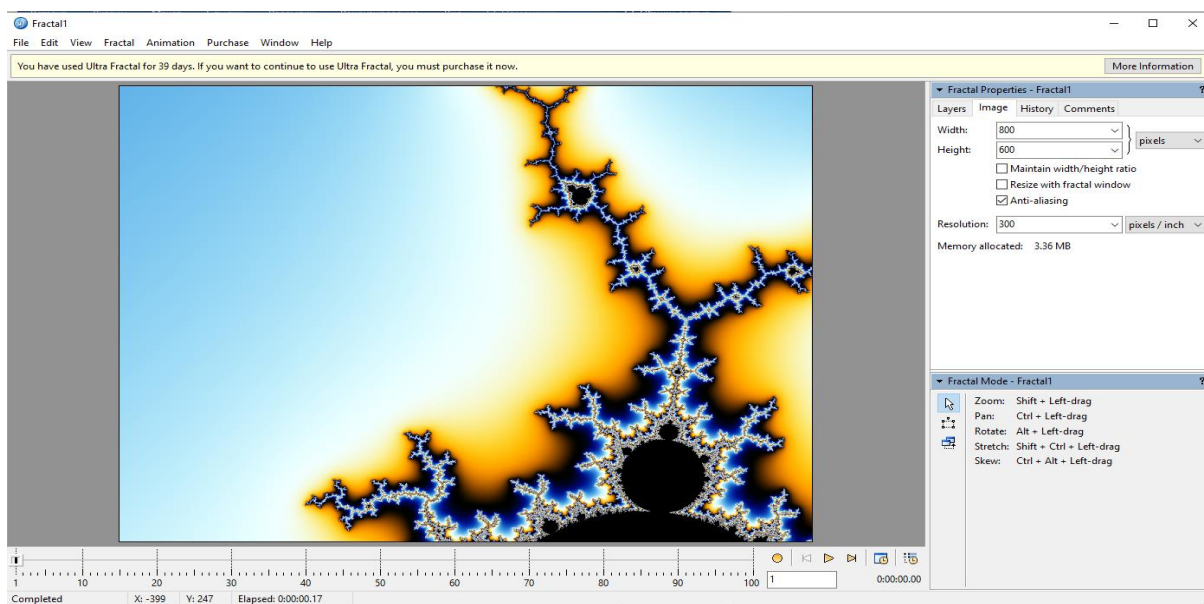 Fractal1
File Edit View Fractal Animation Purchase Window Help
You have used Ultra Fractal for 39 days. If you want to continue to use Ultra Fractal, you must purchase it now.
More Information
Fractal Properties - Fractal1 ?
Layers Image History Comments
Width: 800
pixels
Height: 600
Maintain width/height ratio
Resize with fractal window
Anti-aliasing
Resolution: 300 pixels / inch
Memory allocated: 3.36 MB
Fractal Mode - Fractal1 ?
Zoom: Shift + Left-drag
Pan: Ctrl + Left-drag
Rotate: Alt + Left-drag
Stretch: Shift + Ctrl + Left-drag
Skew: Ctrl + Alt + Left-drag
1 10 20 30 40 50 60 70 80 90 100
1
0:00:00.00
Completed X: -399 Y: 247 Elapsed: 0:00:00.17